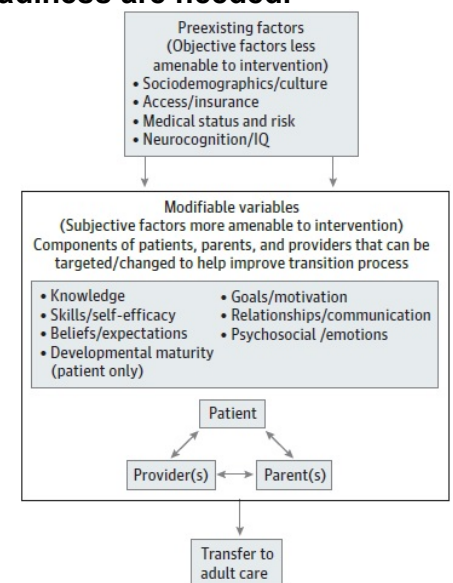 adiness are needed.
Preexisting factors
(Objective factors less
amenable to intervention)
• Sociodemographics/culture
• Access/insurance
• Medical status and risk
• Neurocognition/IQ
Modifiable variables
(Subjective factors more amenable to intervention)
Components of patients, parents, and providers that can be
targeted/changed to help improve transition process
• Knowledge
• Skills/self-efficacy
• Beliefs/expectations
• Developmental maturity
(patient only)
• Goals/motivation
• Relationships/communication
• Psychosocial /emotions
Patient
Provider(s)
Parent(s)
Transfer to
adult care